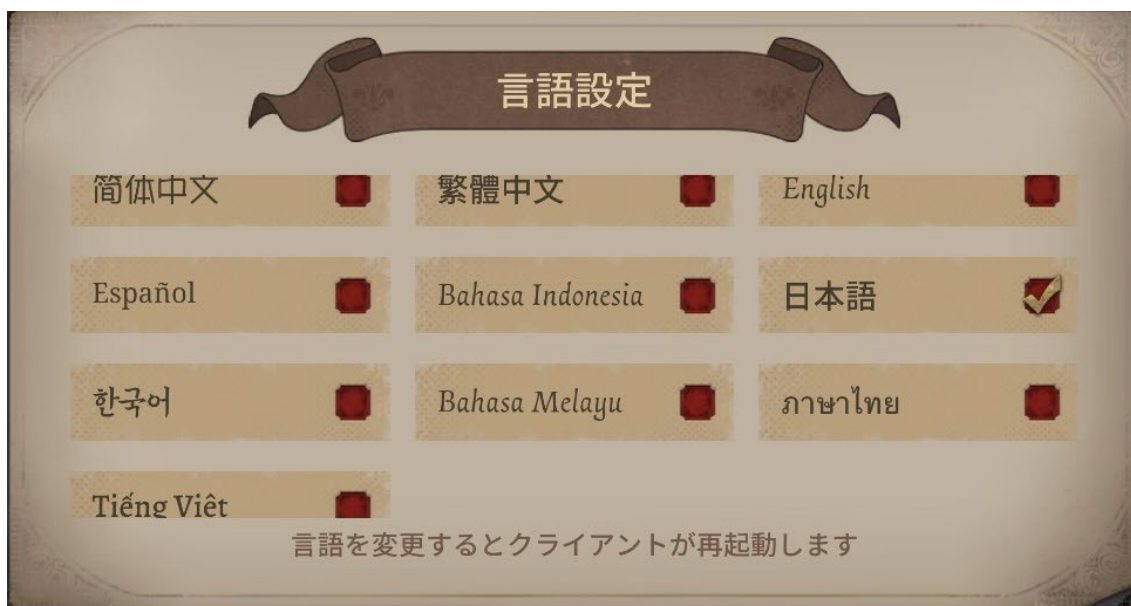 言語設定
简体中文
繁體中文
English
Español
Bahasa Indonesia
日本語
한국어
Bahasa Melayu
ภาษาไทย
Tiếng Việt
言語を変更するとクライアントが再起動します